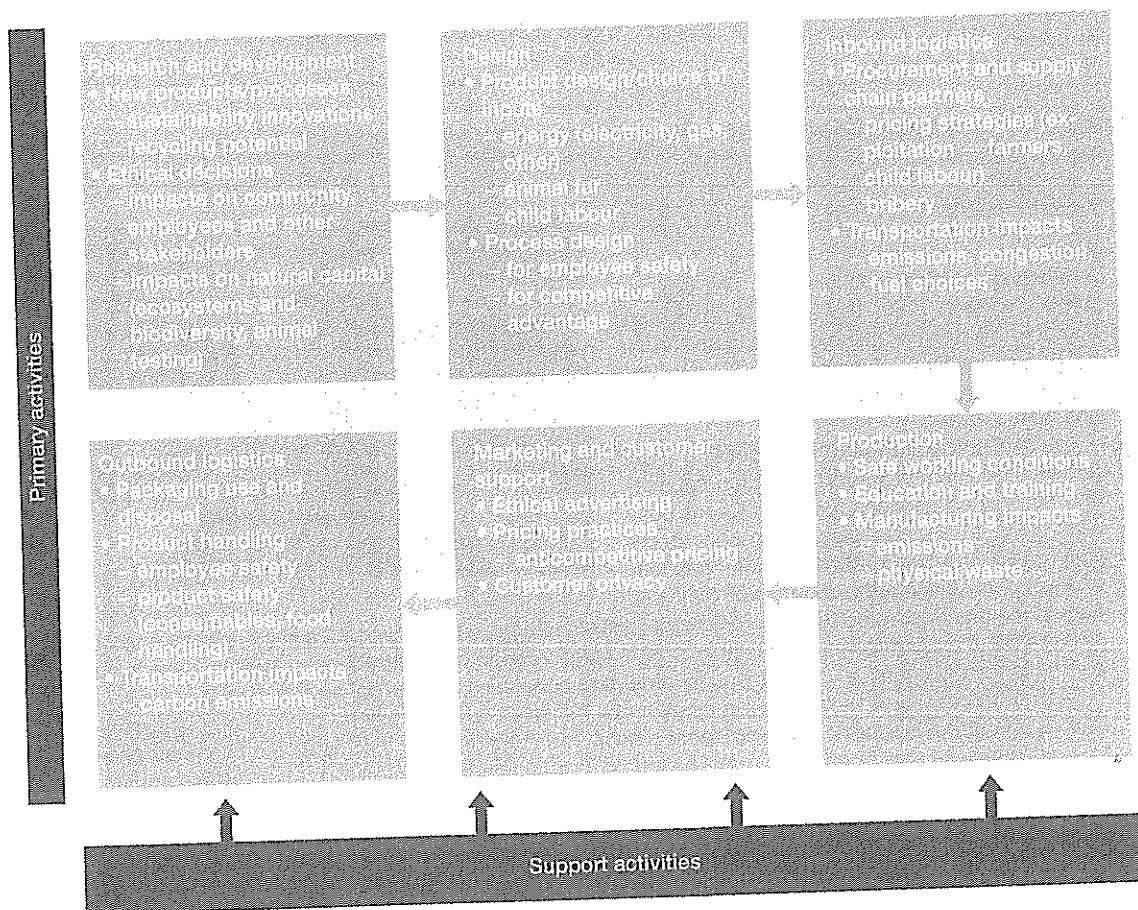 Primary activities
Research and development
• New products/processes
– sustainability innovations
– recycling potential
• Ethical decisions
– impacts on community,
employees and other
stakeholders
– impacts on natural capital
(ecosystems and
biodiversity, animal
testing)
Design
• Product design/choice of
inputs
– energy (electricity, gas,
other)
– animal fur
– child labour
• Process design
– for employee safety
– for competitive
advantage
Inbound logistics
• Procurement and supply
chain partners
– pricing strategies (ex-
ploitation — farmers,
child labour)
– bribery
• Transportation impacts
– emissions, congestion,
fuel choices
Outbound logistics
• Packaging use and
disposal
• Product handling
– employee safety
– product safety
(consumables, food
handling)
• Transportation impacts
– carbon emissions
Marketing and customer
support
• Ethical advertising
• Pricing practices
– anticompetitive pricing
• Customer privacy
Production
• Safe working conditions
• Education and training
• Manufacturing impacts
– emissions
– physical waste
Support activities